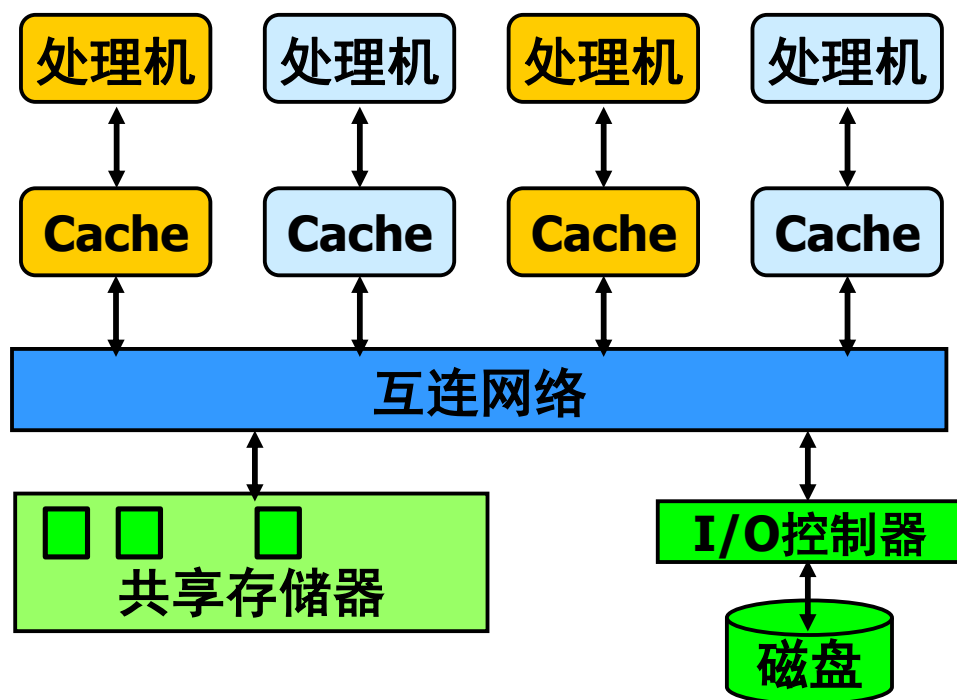 处理机 处理机 处理机 处理机
Cache Cache Cache Cache
互连网络
I/O控制器
共享存储器
磁盘